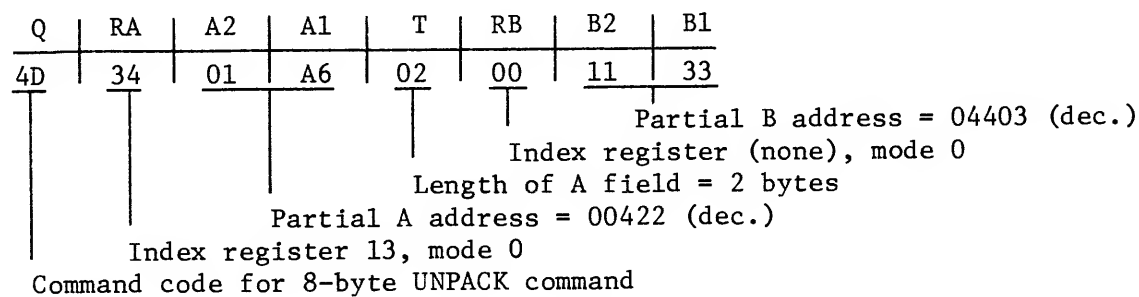 Q RA A2 A1 T RB B2 B1
4D 34 01 A6 02 00 11 33
Partial B address = 04403 (dec.)
Index register (none), mode 0
Length of A field = 2 bytes
Partial A address = 00422 (dec.)
Index register 13, mode 0
Command code for 8-byte UNPACK command